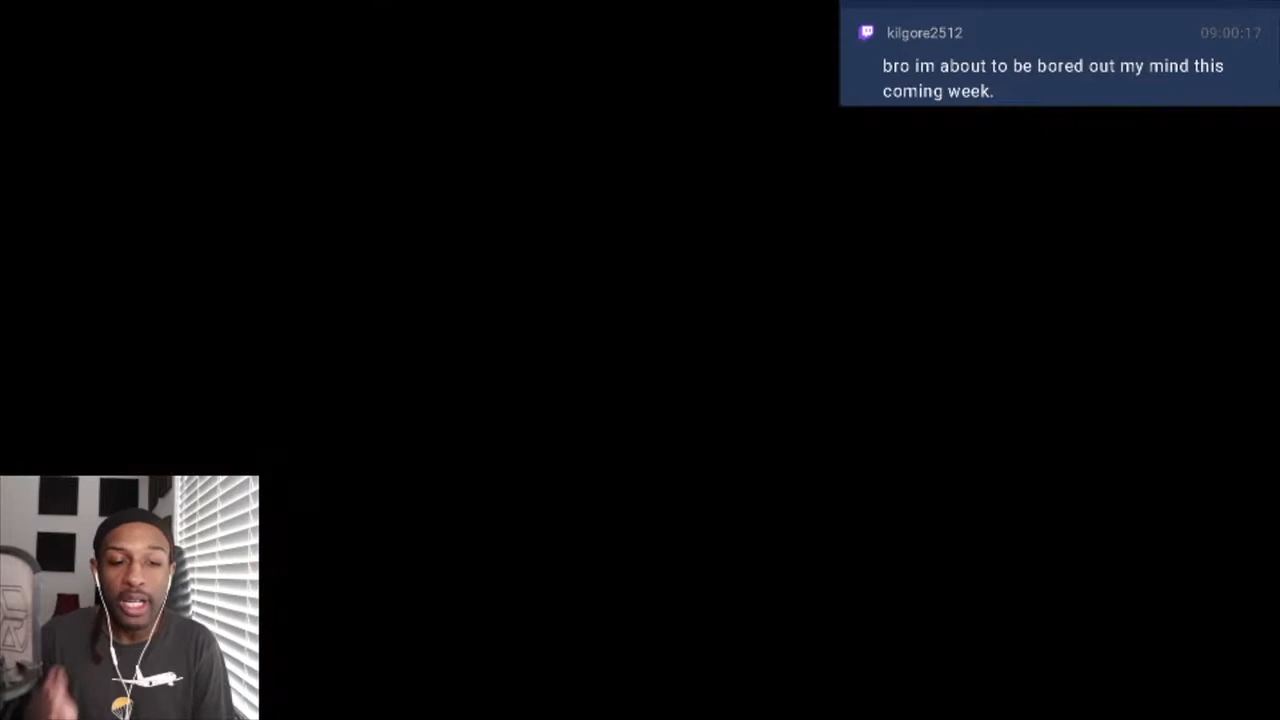 kilgore2512 09:00:17
bro im about to be bored out my mind this
coming week.